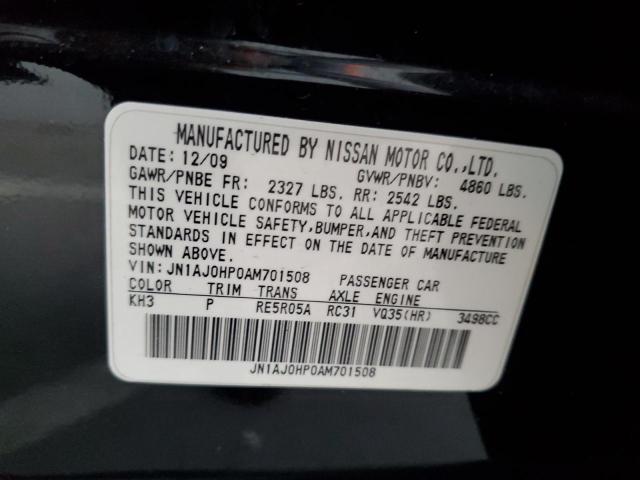 MANUFACTURED BY NISSAN MOTOR CO.,LTD.
DATE: 12/09 GVWR/PNBV: 4860 LBS.
GAWR/PNBE FR: 2327 LBS. RR: 2542 LBS.
THIS VEHICLE CONFORMS TO ALL APPLICABLE FEDERAL
MOTOR VEHICLE SAFETY,BUMPER,AND THEFT PREVENTION
STANDARDS IN EFFECT ON THE DATE OF MANUFACTURE
SHOWN ABOVE.
VIN: JN1AJ0HP0AM701508 PASSENGER CAR
COLOR TRIM TRANS AXLE ENGINE
KH3 P RE5R05A RC31 VQ35(HR) 3498CC
JN1AJ0HP0AM701508